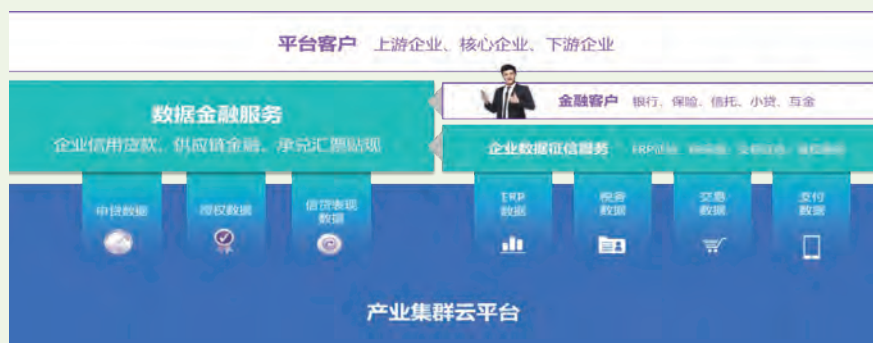 平台客户 上游企业、核心企业、下游企业
数据金融服务
企业信用贷款、供应链金融、承兑汇票贴现
金融客户 银行、保险、信托、小贷、互金
企业数据征信服务
申贷数据
授权数据
信贷表现
数据
ERP
数据
税务
数据
交易
数据
支付
数据
产业集群云平台